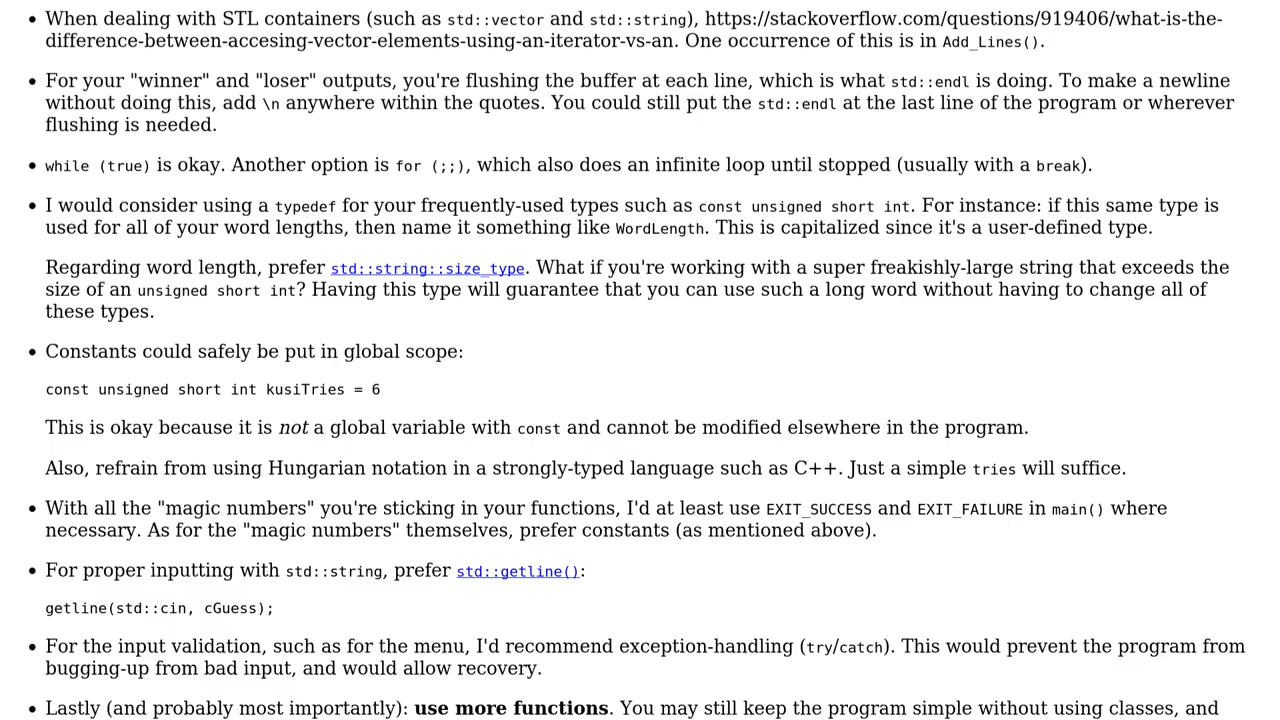 • When dealing with STL containers (such as std::vector and std::string), https://stackoverflow.com/questions/919406/what-is-the-
difference-between-accesing-vector-elements-using-an-iterator-vs-an. One occurrence of this is in Add_Lines().
• For your "winner" and "loser" outputs, you're flushing the buffer at each line, which is what std::endl is doing. To make a newline
without doing this, add \n anywhere within the quotes. You could still put the std::endl at the last line of the program or wherever
flushing is needed.
• while (true) is okay. Another option is for (;;), which also does an infinite loop until stopped (usually with a break).
• I would consider using a typedef for your frequently-used types such as const unsigned short int. For instance: if this same type is
used for all of your word lengths, then name it something like WordLength. This is capitalized since it's a user-defined type.
Regarding word length, prefer std::string::size_type. What if you're working with a super freakishly-large string that exceeds the
size of an unsigned short int? Having this type will guarantee that you can use such a long word without having to change all of
these types.
• Constants could safely be put in global scope:
const unsigned short int kusiTries = 6
This is okay because it is not a global variable with const and cannot be modified elsewhere in the program.
Also, refrain from using Hungarian notation in a strongly-typed language such as C++. Just a simple tries will suffice.
• With all the "magic numbers" you're sticking in your functions, I'd at least use EXIT_SUCCESS and EXIT_FAILURE in main() where
necessary. As for the "magic numbers" themselves, prefer constants (as mentioned above).
• For proper inputting with std::string, prefer std::getline():
getline(std::cin, cGuess);
• For the input validation, such as for the menu, I'd recommend exception-handling (try/catch). This would prevent the program from
bugging-up from bad input, and would allow recovery.
• Lastly (and probably most importantly): use more functions. You may still keep the program simple without using classes, and